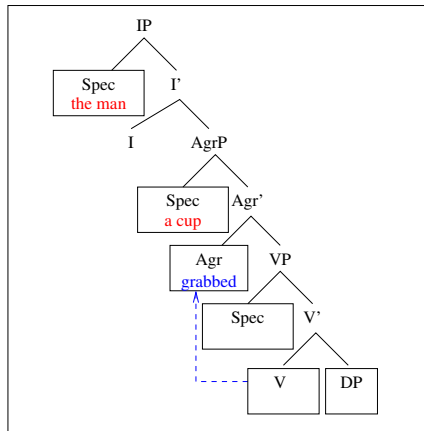 IP
Spec
the man
I'
I
AgrP
Spec
a cup
Agr'
Agr
grabbed
VP
Spec
V'
V
DP